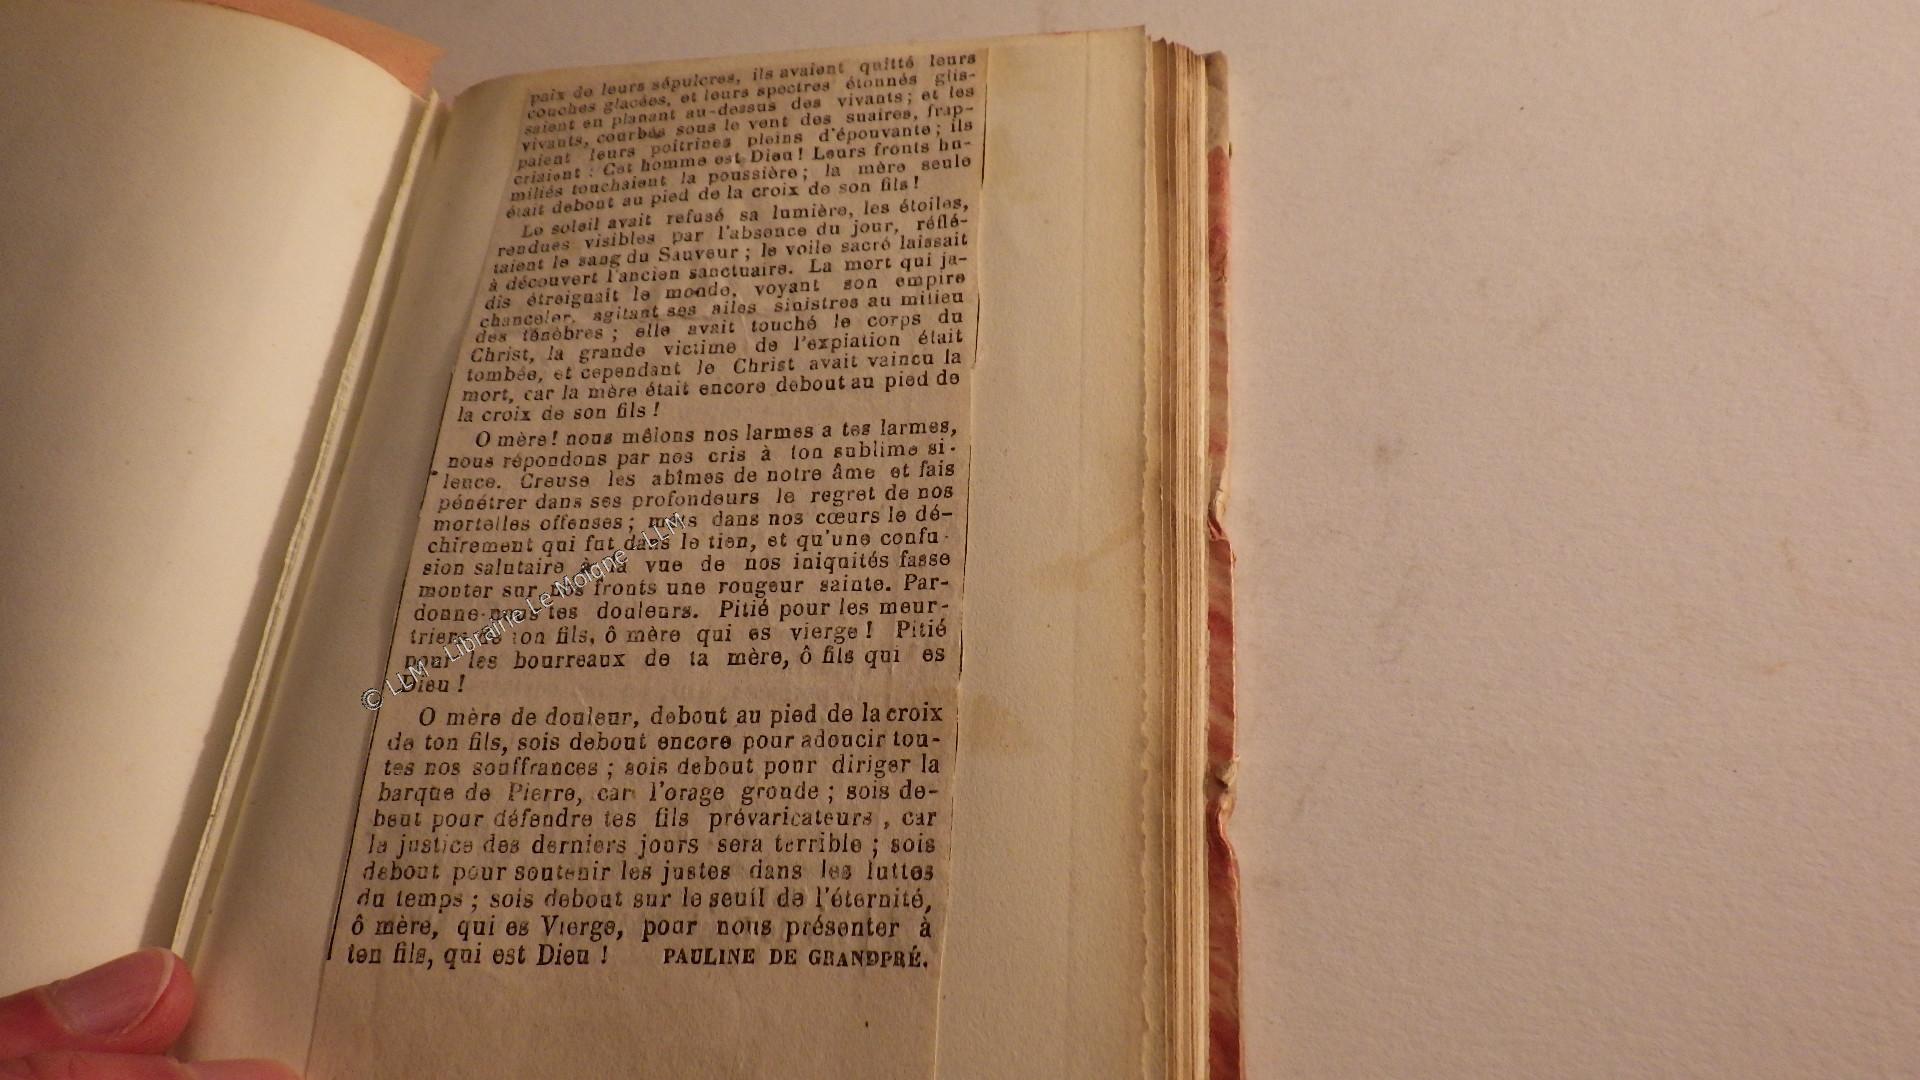 paix de leurs sépulcres, ils avaient quitté leurs
couches glacées, et leurs spectres étonnés glis-
saient en planant au-dessus des vivants; et les
vivants, courbés sous le vent des suaires, frap-
paient leurs poitrines pleins d'épouvante; ils
criaient : Cet homme est Dieu ! Leurs fronts hu-
miliés touchaient la poussière; la mère seule
était debout au pied de la croix de son fils !
Le soleil avait refusé sa lumière, les étoiles,
rendues visibles par l'absence du jour, reflé-
taient le sang du Sauveur ; le voile sacré laissait
à découvert l'ancien sanctuaire. La mort qui ja-
dis étreignait le monde, voyant son empire
chanceler, agitant ses ailes sinistres au milieu
des ténèbres ; elle avait touché le corps du
Christ, la grande victime de l'expiation était
tombée, et cependant le Christ avait vaincu la
mort, car la mère était encore debout au pied de
la croix de son fils !
O mère! nous mêlons nos larmes a tes larmes,
nous répondons par nos cris à ton sublime si-
lence. Creuse les abîmes de notre âme et fais
pénétrer dans ses profondeurs le regret de nos
mortelles offenses ; mets dans nos cœurs le dé-
chirement qui fut dans le tien, et qu'une confu-
sion salutaire à la vue de nos iniquités fasse
monter sur nos fronts une rougeur sainte. Par-
donne-nous tes douleurs. Pitié pour les meur-
triers de ton fils, ô mère qui es vierge ! Pitié
pour les bourreaux de ta mère, ô fils qui es
Dieu !
O mère de douleur, debout au pied de la croix
de ton fils, sois debout encore pour adoucir tou-
tes nos souffrances ; sois debout pour diriger la
barque de Pierre, car l'orage gronde ; sois de-
bout pour défendre tes fils prévaricateurs , car
la justice des derniers jours sera terrible ; sois
debout pour soutenir les justes dans les luttes
du temps ; sois debout sur le seuil de l'éternité,
ô mère, qui es Vierge, pour nous présenter à
ton fils, qui est Dieu ! PAULINE DE GRANDPRÉ.
© LLM - Librairie Le Moigne - LLM